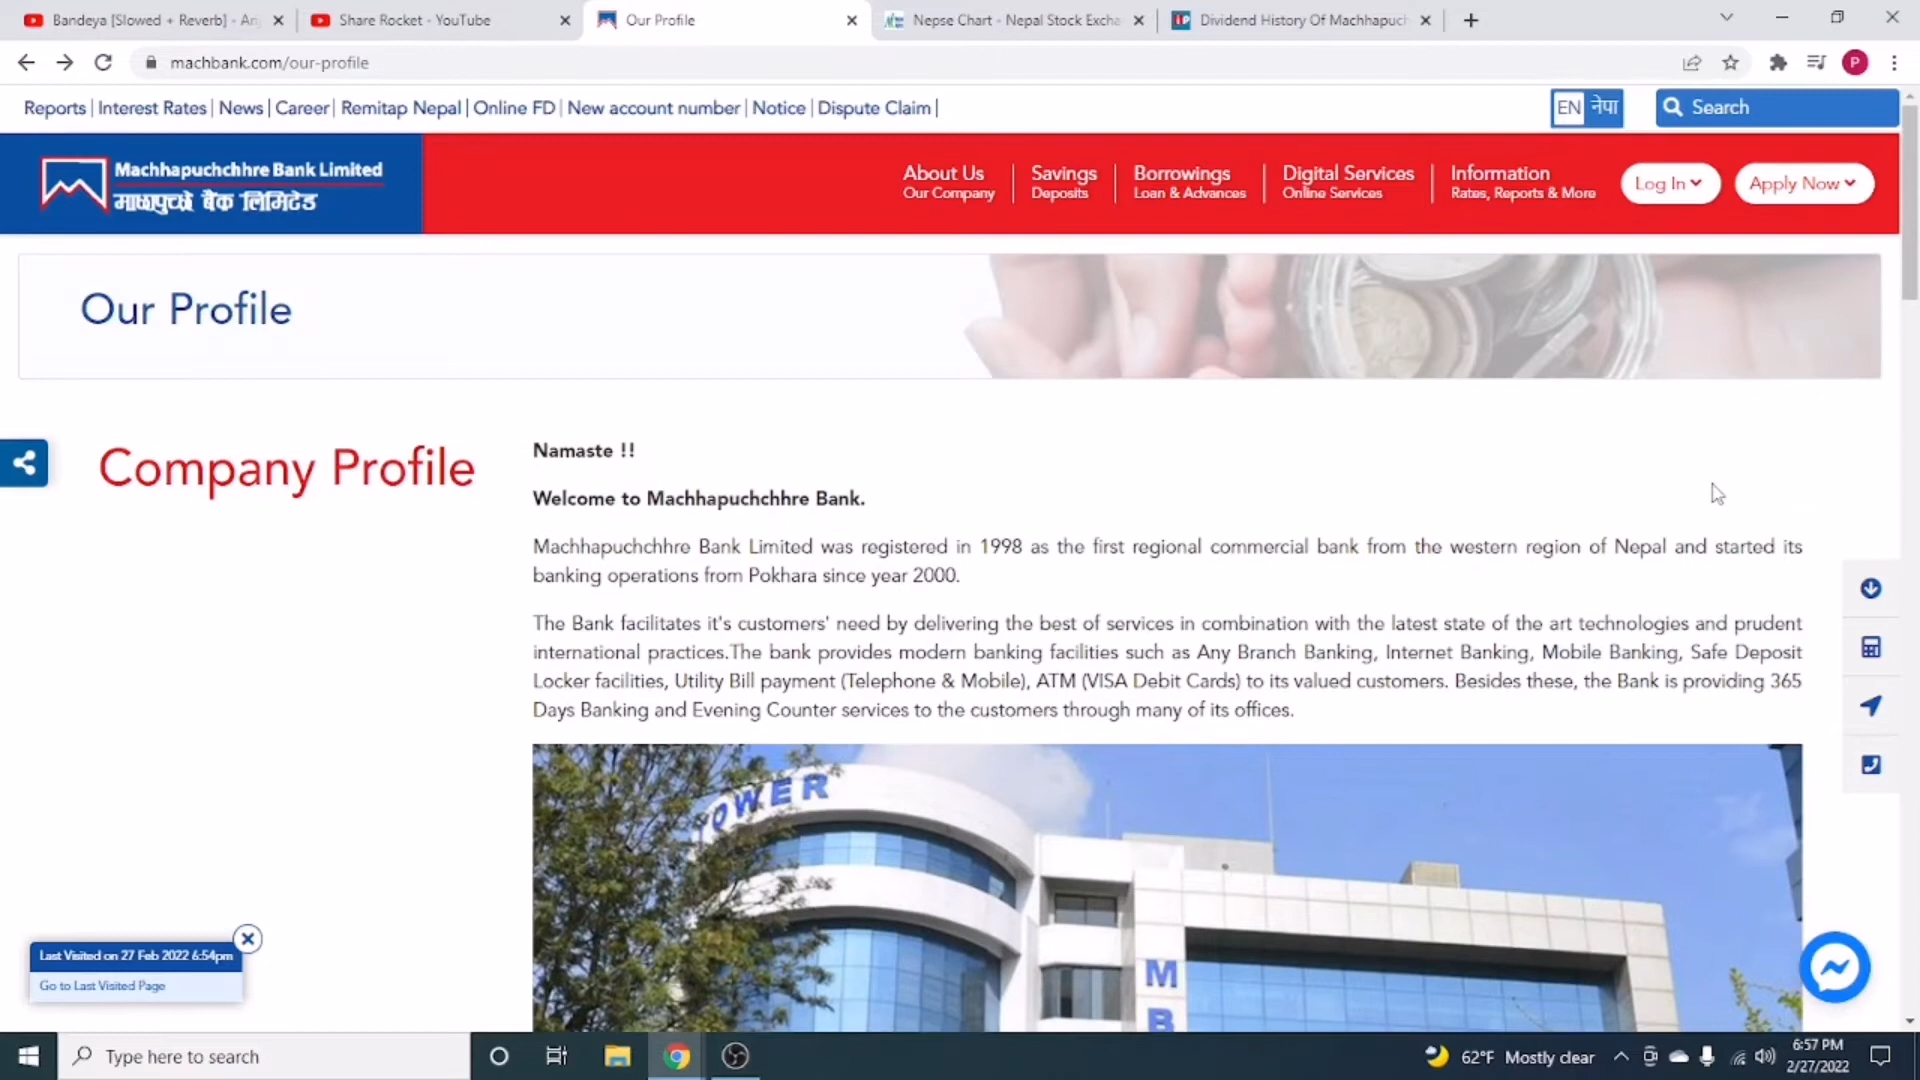 Bandeya [Slowed + Reverb] - Ari
Share Rocket - YouTube
Our Profile
Nepse Chart - Nepal Stock Excha
Dividend History Of Machhapuch
machbank.com/our-profile
P
Reports | Interest Rates | News | Career | Remitap Nepal | Online FD | New account number | Notice | Dispute Claim |
EN नेपा
Search
Machhapuchchhre Bank Limited
माछापुच्छ्रे बैंक लिमिटेड
About Us
Our Company
Savings
Deposits
Borrowings
Loan & Advances
Digital Services
Online Services
Information
Rates, Reports & More
Log In
Apply Now
Our Profile
Company Profile
Namaste !!
Welcome to Machhapuchchhre Bank.
Machhapuchchhre Bank Limited was registered in 1998 as the first regional commercial bank from the western region of Nepal and started its
banking operations from Pokhara since year 2000.
The Bank facilitates it's customers' need by delivering the best of services in combination with the latest state of the art technologies and prudent
international practices.The bank provides modern banking facilities such as Any Branch Banking, Internet Banking, Mobile Banking, Safe Deposit
Locker facilities, Utility Bill payment (Telephone & Mobile), ATM (VISA Debit Cards) to its valued customers. Besides these, the Bank is providing 365
Days Banking and Evening Counter services to the customers through many of its offices.
TOWER
M
B
Last Visited on 27 Feb 2022 6:54pm
Go to Last Visited Page
Type here to search
62°F Mostly clear
6:57 PM
2/27/2022